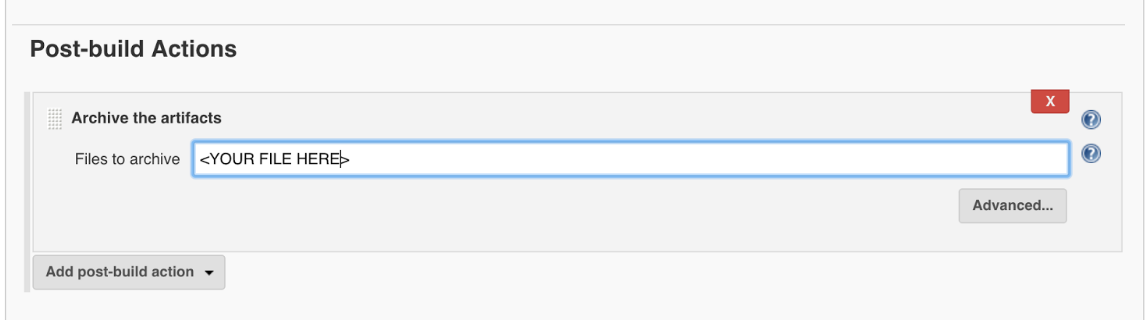 Post-build Actions
X
Archive the artifacts
?
Files to archive <YOUR FILE HERE>
?
Advanced...
Add post-build action